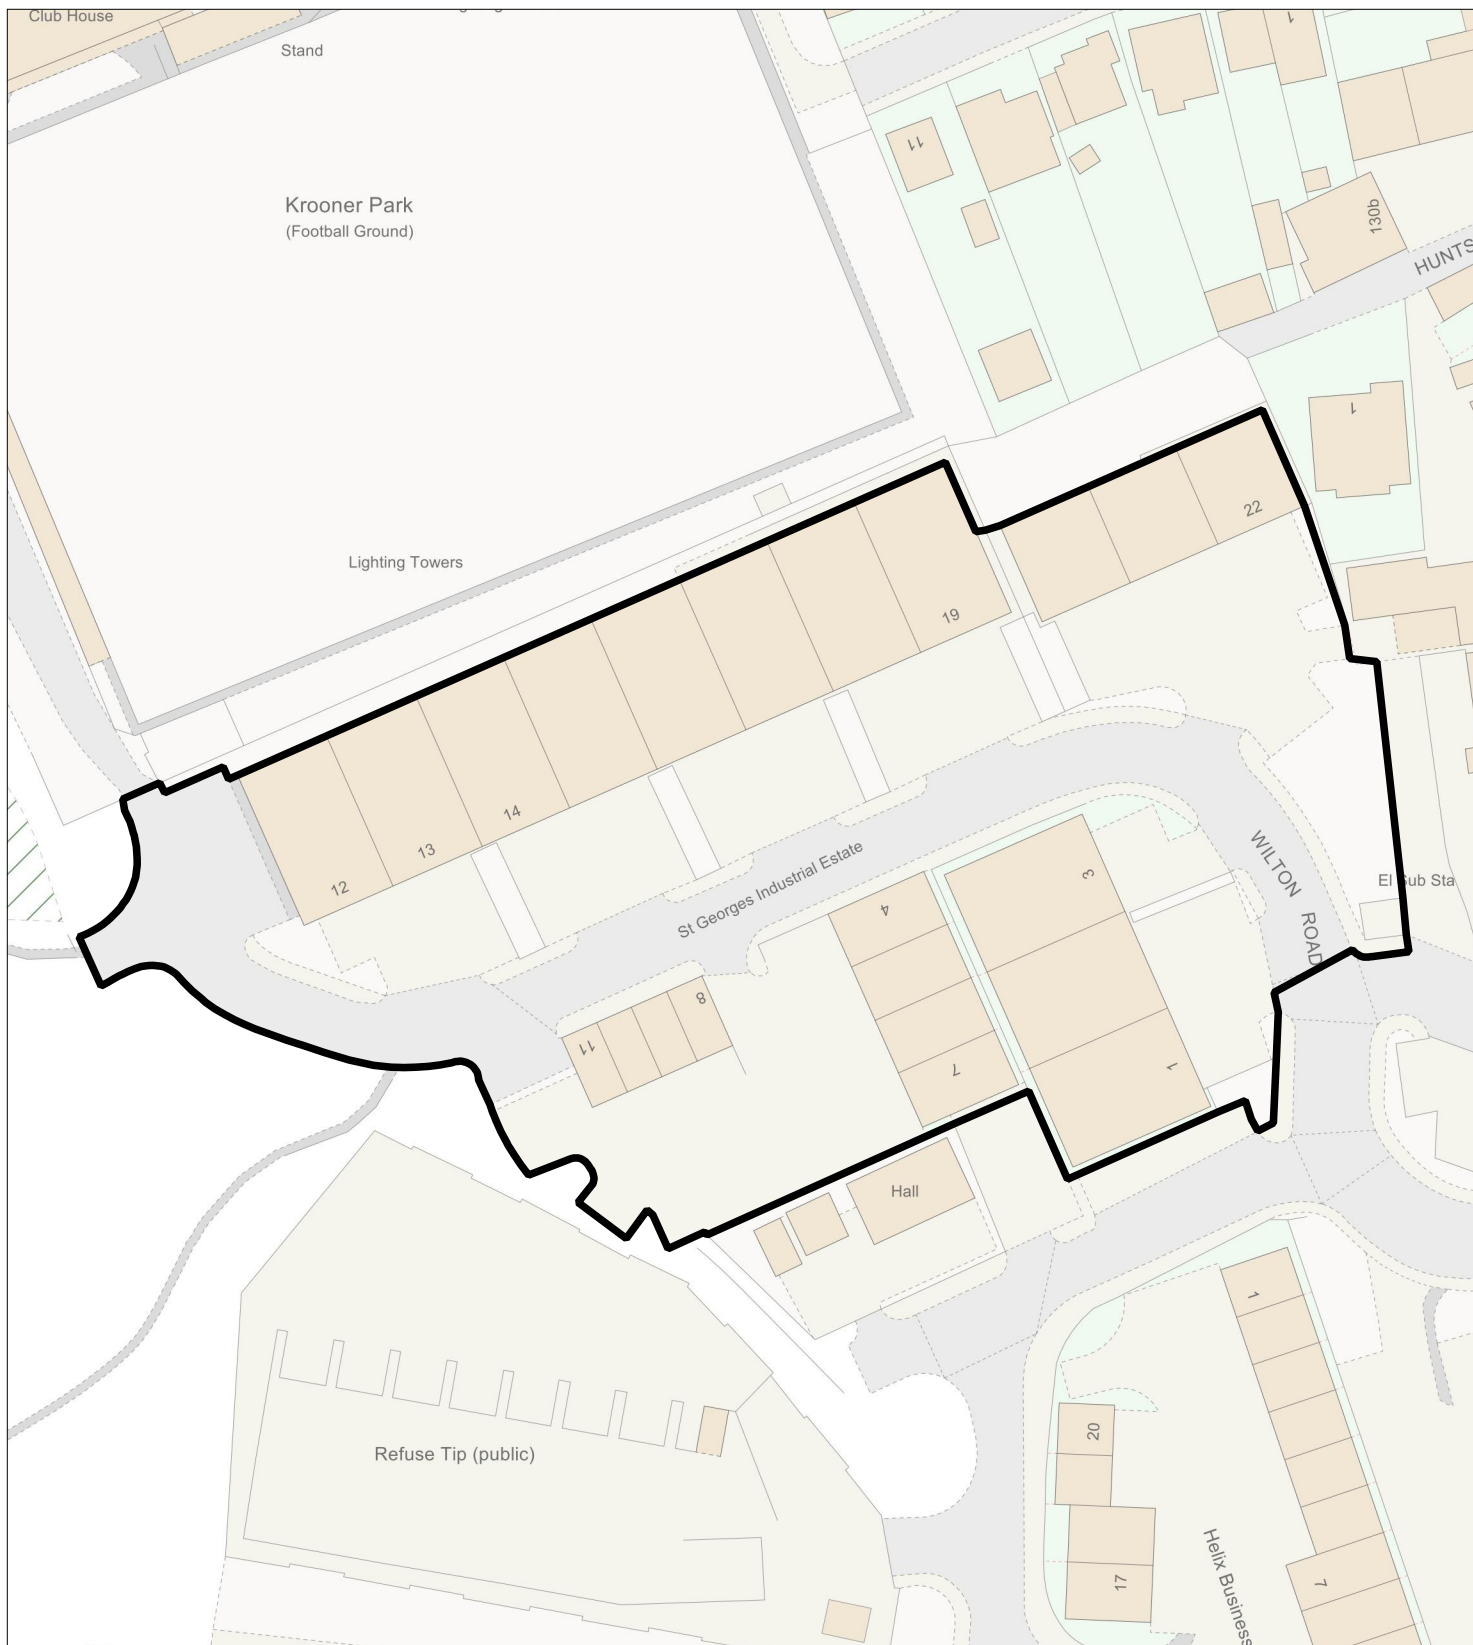 Club House
Stand
1
11
Krooner Park
(Football Ground)
130b
HUNTS
1
22
Lighting Towers
19
14
13
12
St Georges Industrial Estate
WILTON ROAD
3
El Sub Sta
4
8
11
7
1
Hall
1
20
Refuse Tip (public)
17
7
Helix Business